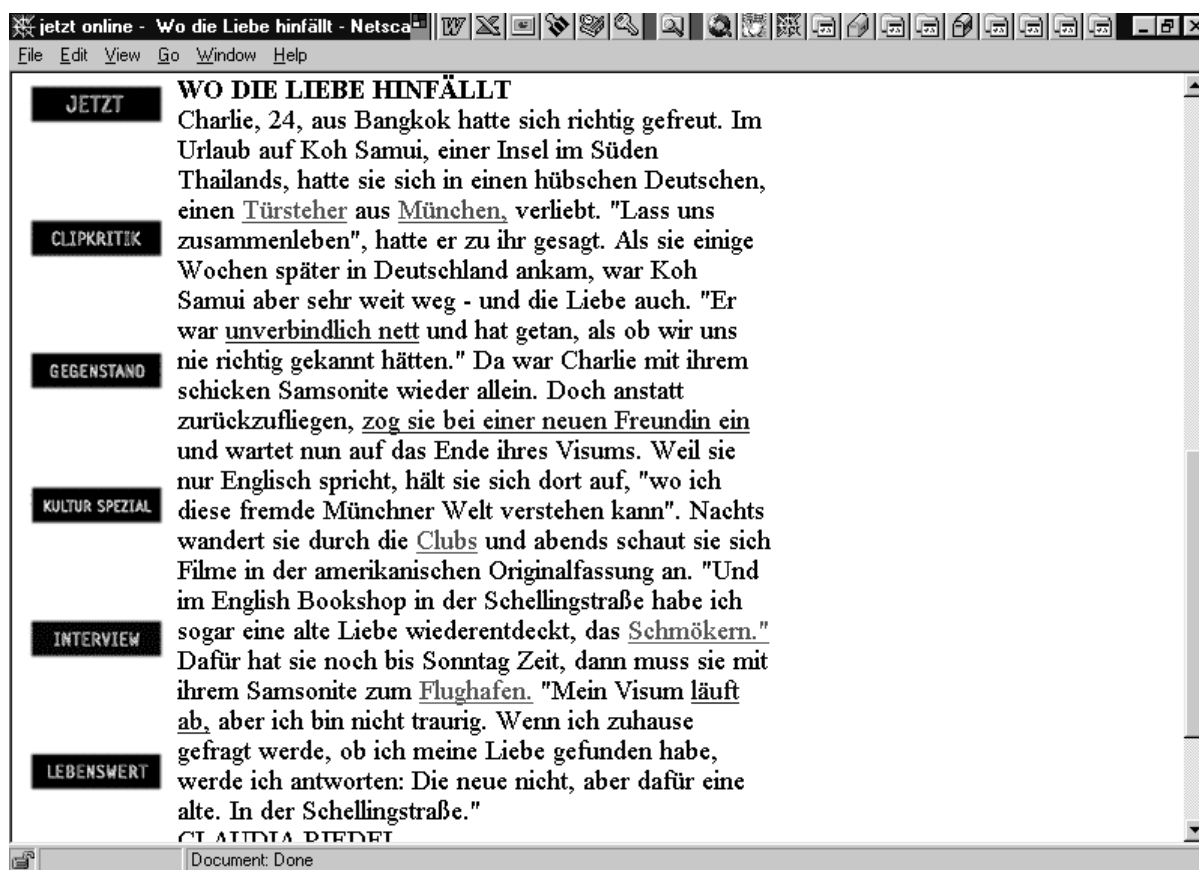 jetzt online - Wo die Liebe hinfällt - Netsca
File Edit View Go Window Help
JETZT
CLIPKRITIK
GEGENSTAND
KULTUR SPEZIAL
INTERVIEW
LEBENSWERT
WO DIE LIEBE HINFÄLLT
Charlie, 24, aus Bangkok hatte sich richtig gefreut. Im
Urlaub auf Koh Samui, einer Insel im Süden
Thailands, hatte sie sich in einen hübschen Deutschen,
einen Türsteher aus München, verliebt. "Lass uns
zusammenleben", hatte er zu ihr gesagt. Als sie einige
Wochen später in Deutschland ankam, war Koh
Samui aber sehr weit weg - und die Liebe auch. "Er
war unverbindlich nett und hat getan, als ob wir uns
nie richtig gekannt hätten." Da war Charlie mit ihrem
schicken Samsonite wieder allein. Doch anstatt
zurückzufliegen, zog sie bei einer neuen Freundin ein
und wartet nun auf das Ende ihres Visums. Weil sie
nur Englisch spricht, hält sie sich dort auf, "wo ich
diese fremde Münchner Welt verstehen kann". Nachts
wandert sie durch die Clubs und abends schaut sie sich
Filme in der amerikanischen Originalfassung an. "Und
im English Bookshop in der Schellingstraße habe ich
sogar eine alte Liebe wiederentdeckt, das Schmökern."
Dafür hat sie noch bis Sonntag Zeit, dann muss sie mit
ihrem Samsonite zum Flughafen. "Mein Visum läuft
ab, aber ich bin nicht traurig. Wenn ich zuhause
gefragt werde, ob ich meine Liebe gefunden habe,
werde ich antworten: Die neue nicht, aber dafür eine
alte. In der Schellingstraße."
CLAUDIA RIEDEL
Document: Done